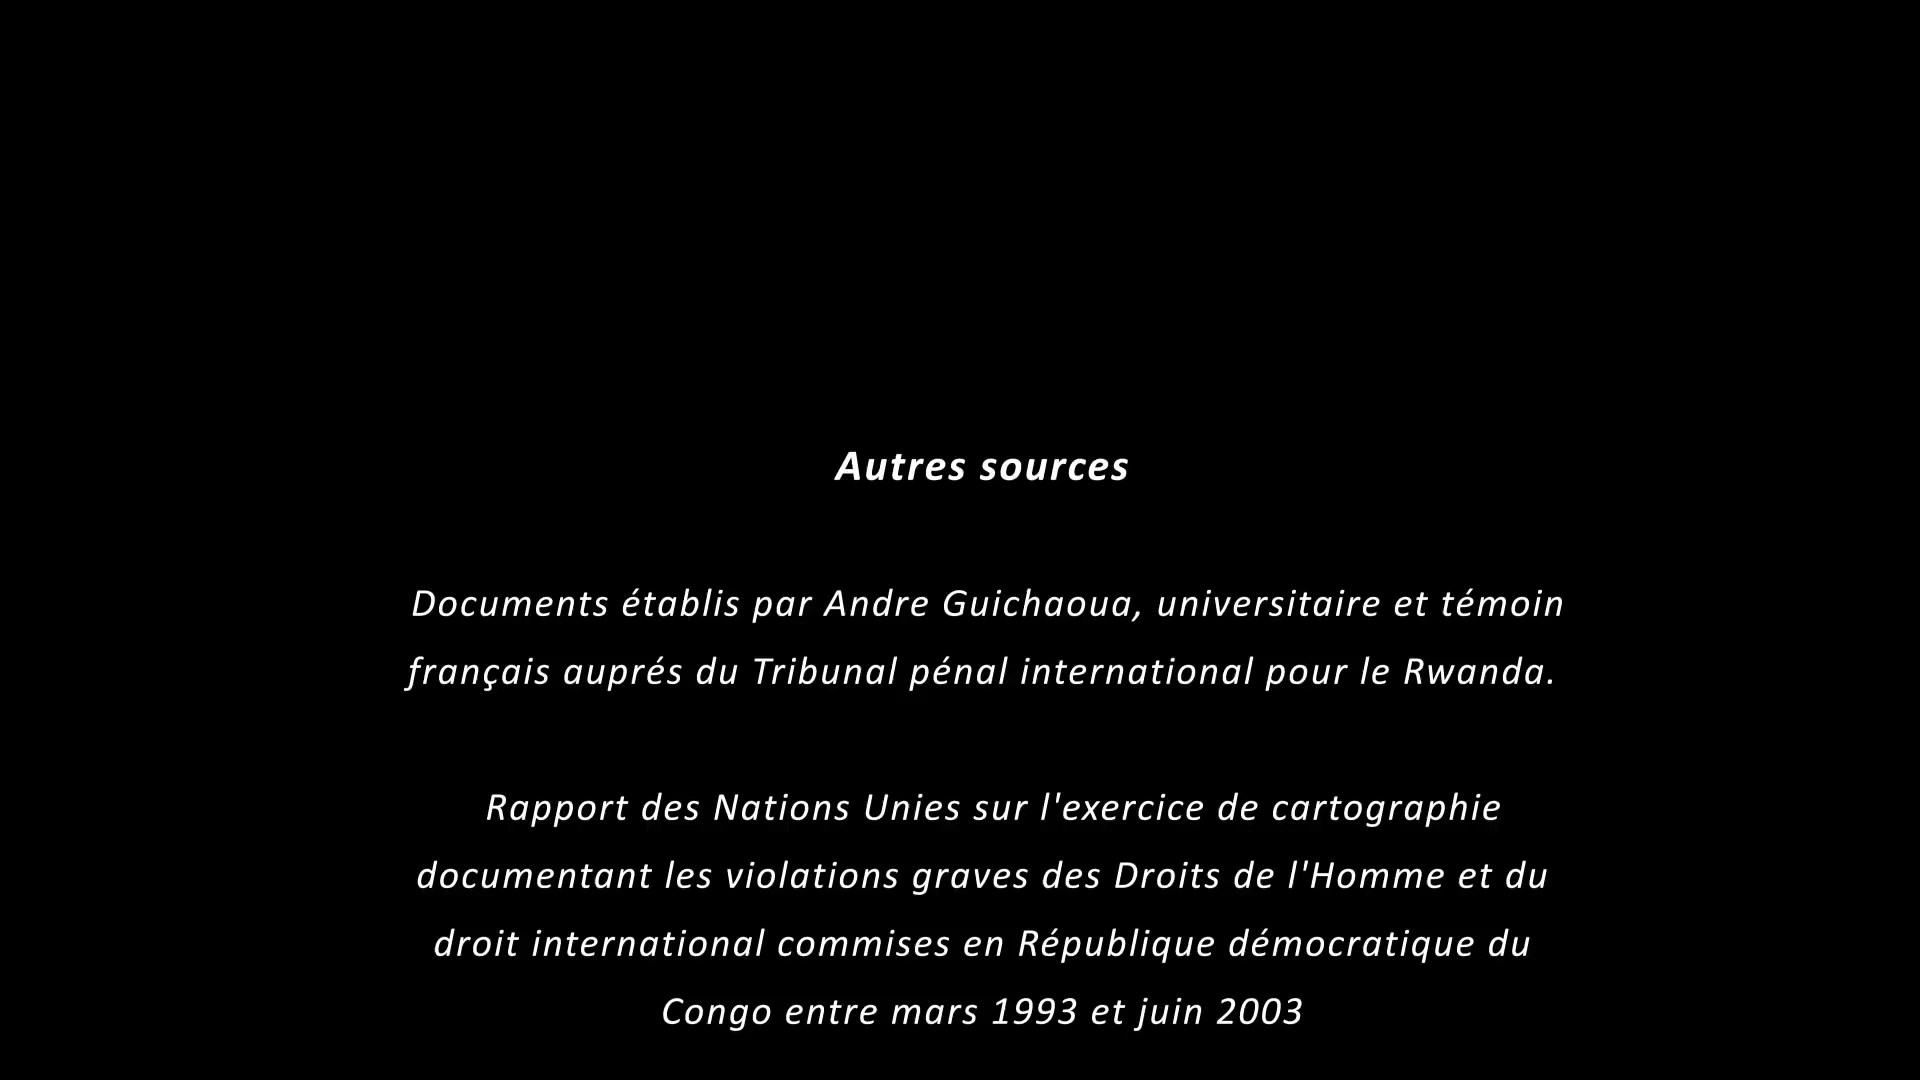 Autres sources
Documents établis par Andre Guichaoua, universitaire et témoin
français auprés du Tribunal pénal international pour le Rwanda.
Rapport des Nations Unies sur l'exercice de cartographie
documentant les violations graves des Droits de l'Homme et du
droit international commises en République démocratique du
Congo entre mars 1993 et juin 2003